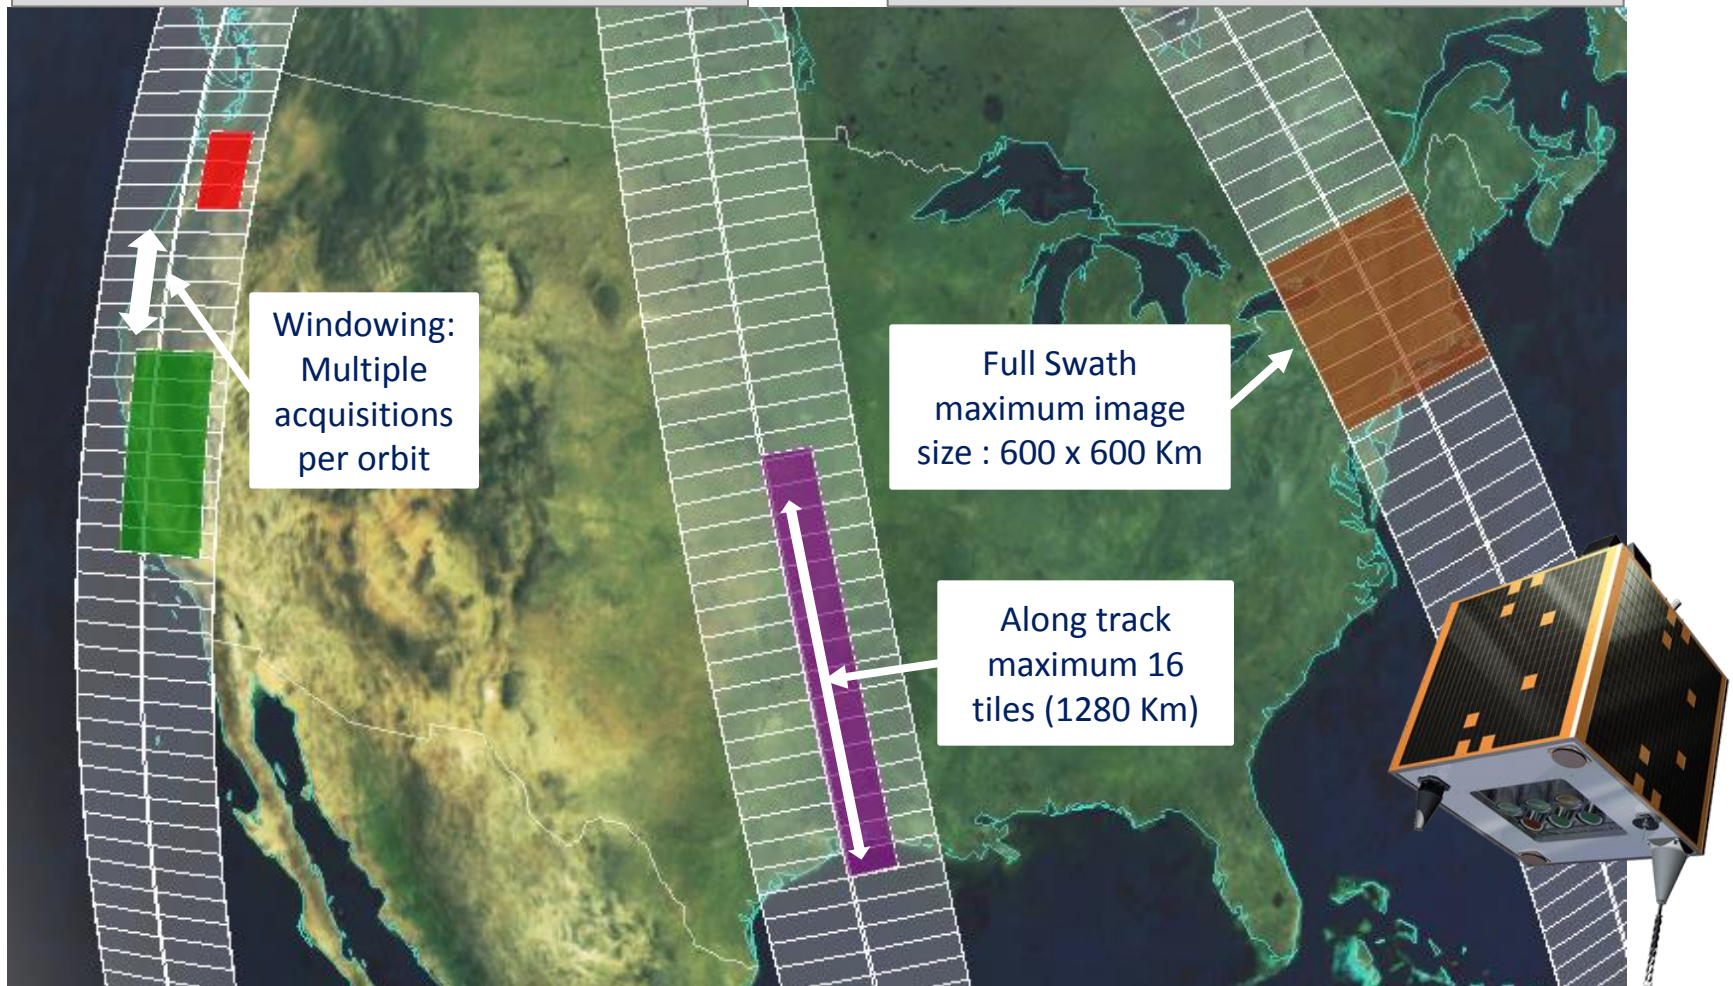 Windowing:
Multiple
acquisitions
per orbit
Full Swath
maximum image
size : 600 x 600 Km
Along track
maximum 16
tiles (1280 Km)